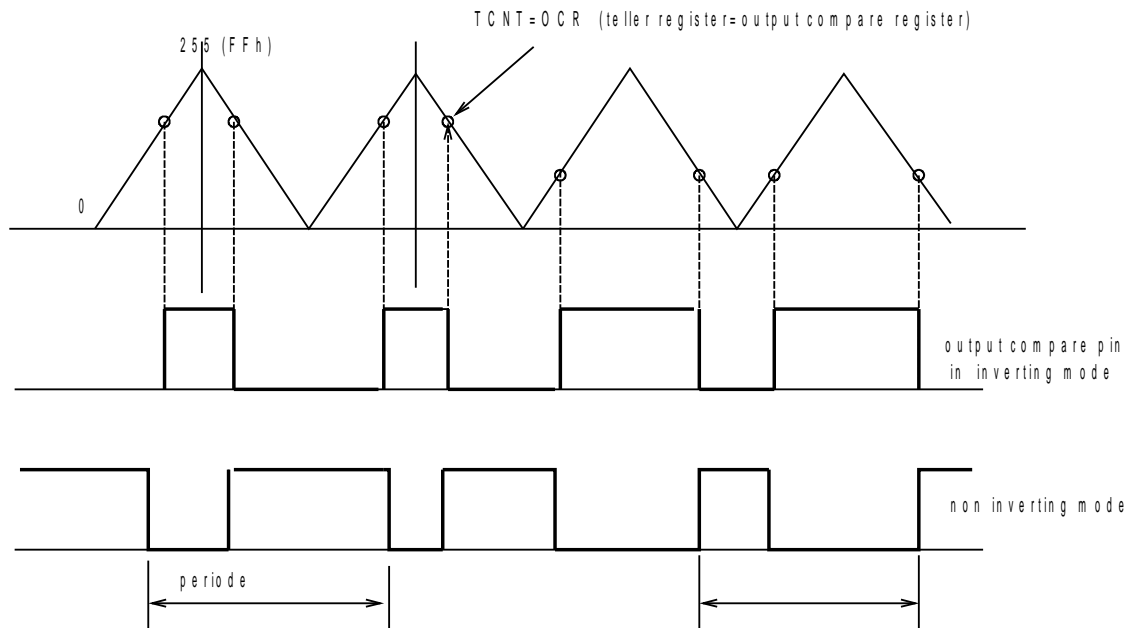 TCNT=OCR (teller register=output compare register)
255 (FFh)
0
output compare pin
in inverting mode
non inverting mode
periode